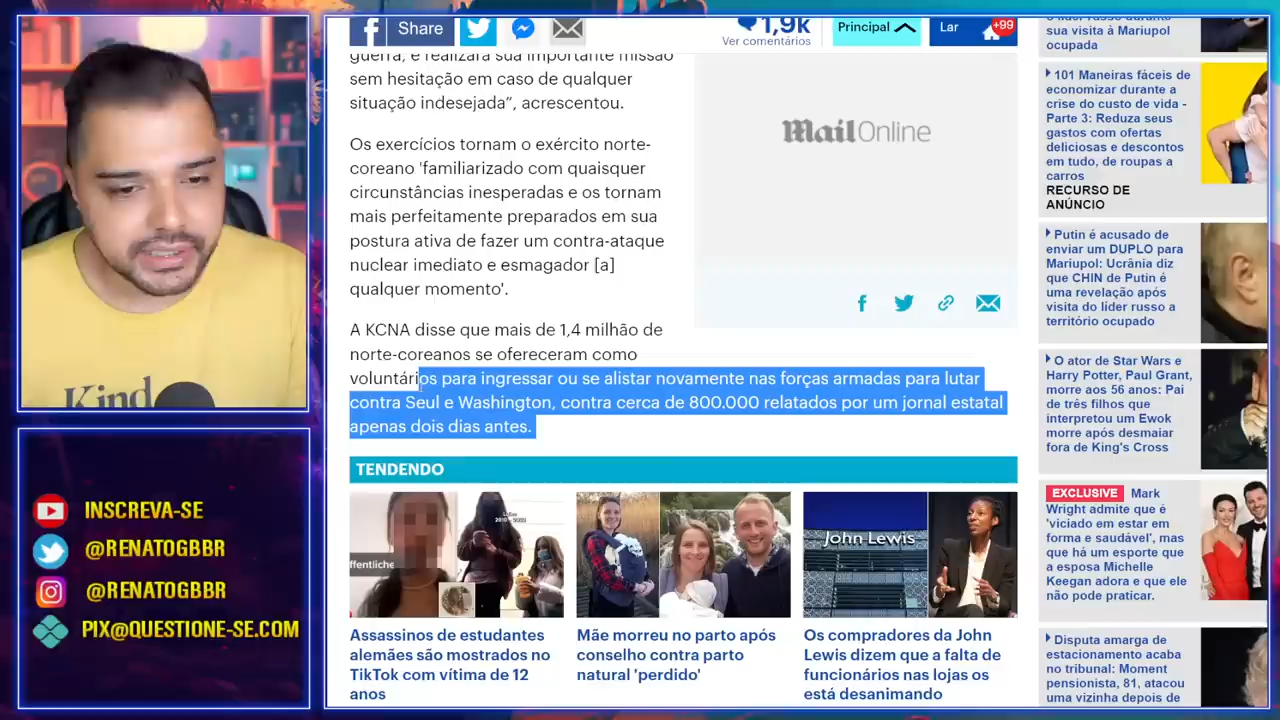 INSCREVA-SE
@RENATOGBBR
@RENATOGBBR
PIX@QUESTIONE-SE.COM
f Share
1,9k
Ver comentários
Principal
Lar
+99
guerra, e realizará sua importante missão
sem hesitação em caso de qualquer
situação indesejada”, acrescentou.
Os exercícios tornam o exército norte-
coreano 'familiarizado com quaisquer
circunstâncias inesperadas e os tornam
mais perfeitamente preparados em sua
postura ativa de fazer um contra-ataque
nuclear imediato e esmagador [a]
qualquer momento'.
A KCNA disse que mais de 1,4 milhão de
norte-coreanos se ofereceram como
voluntários para ingressar ou se alistar novamente nas forças armadas para lutar
contra Seul e Washington, contra cerca de 800.000 relatados por um jornal estatal
apenas dois dias antes.
MailOnline
TENDENDO
ffentliche
John Lewis
Assassinos de estudantes
alemães são mostrados no
TikTok com vítima de 12
anos
Mãe morreu no parto após
conselho contra parto
natural 'perdido'
Os compradores da John
Lewis dizem que a falta de
funcionários nas lojas os
está desanimando
o líder russo durante
sua visita à Mariupol
ocupada
101 Maneiras fáceis de
economizar durante a
crise do custo de vida -
Parte 3: Reduza seus
gastos com ofertas
deliciosas e descontos
em tudo, de roupas a
carros
RECURSO DE
ANÚNCIO
Putin é acusado de
enviar um DUPLO para
Mariupol: Ucrânia diz
que CHIN de Putin é
uma revelação após
visita do líder russo a
território ocupado
O ator de Star Wars e
Harry Potter, Paul Grant,
morre aos 56 anos: Pai
de três filhos que
interpretou um Ewok
morre após desmaiar
fora de King's Cross
EXCLUSIVE Mark
Wright admite que é
'viciado em estar em
forma e saudável', mas
que há um esporte que
a esposa Michelle
Keegan adora e que ele
não pode praticar.
Disputa amarga de
estacionamento acaba
no tribunal: Moment
pensionista, 81, atacou
uma vizinha depois de